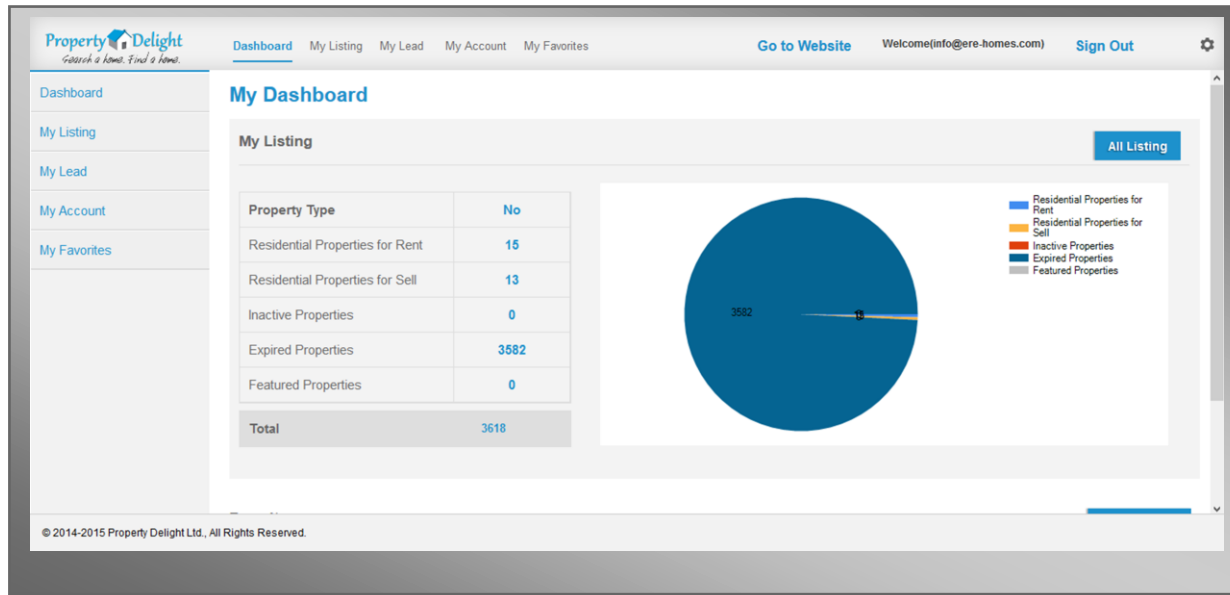 Property Delight
Search a home. Find a home.
Dashboard My Listing My Lead My Account My Favorites
Go to Website Welcome(info@ere-homes.com) Sign Out
Dashboard
My Listing
My Lead
My Account
My Favorites
My Dashboard
My Listing
All Listing
Property Type No
Residential Properties for Rent 15
Residential Properties for Sell 13
Inactive Properties 0
Expired Properties 3582
Featured Properties 0
Total 3618
3582
Residential Properties for
Rent
Residential Properties for
Sell
Inactive Properties
Expired Properties
Featured Properties
© 2014-2015 Property Delight Ltd., All Rights Reserved.